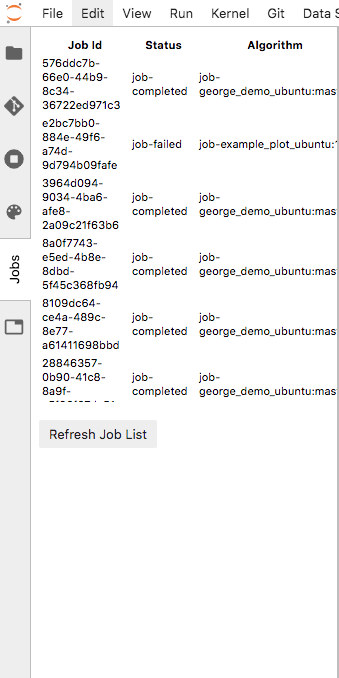 File Edit View Run Kernel Git Data S
Job Id Status Algorithm
576ddc7b-
66e0-44b9- job- job-
8c34- completed george_demo_ubuntu:mas
36722ed971c3
e2bc7bb0-
884e-49f6- job-failed job-example_plot_ubuntu:
a74d-
9d794b09fafe
3964d094-
9034-4ba6- job- job-
afe8- completed george_demo_ubuntu:mas
2a09c21f63b6
8a0f7743-
e5ed-4b8e- job- job-
8dbd- completed george_demo_ubuntu:mas
5f45c368fb94
Jobs
8109dc64-
ce4a-489c- job- job-
8e77- completed george_demo_ubuntu:mas
a61411698bbd
28846357-
0b90-41c8- job- job-
8a9f- completed george_demo_ubuntu:mas
Refresh Job List